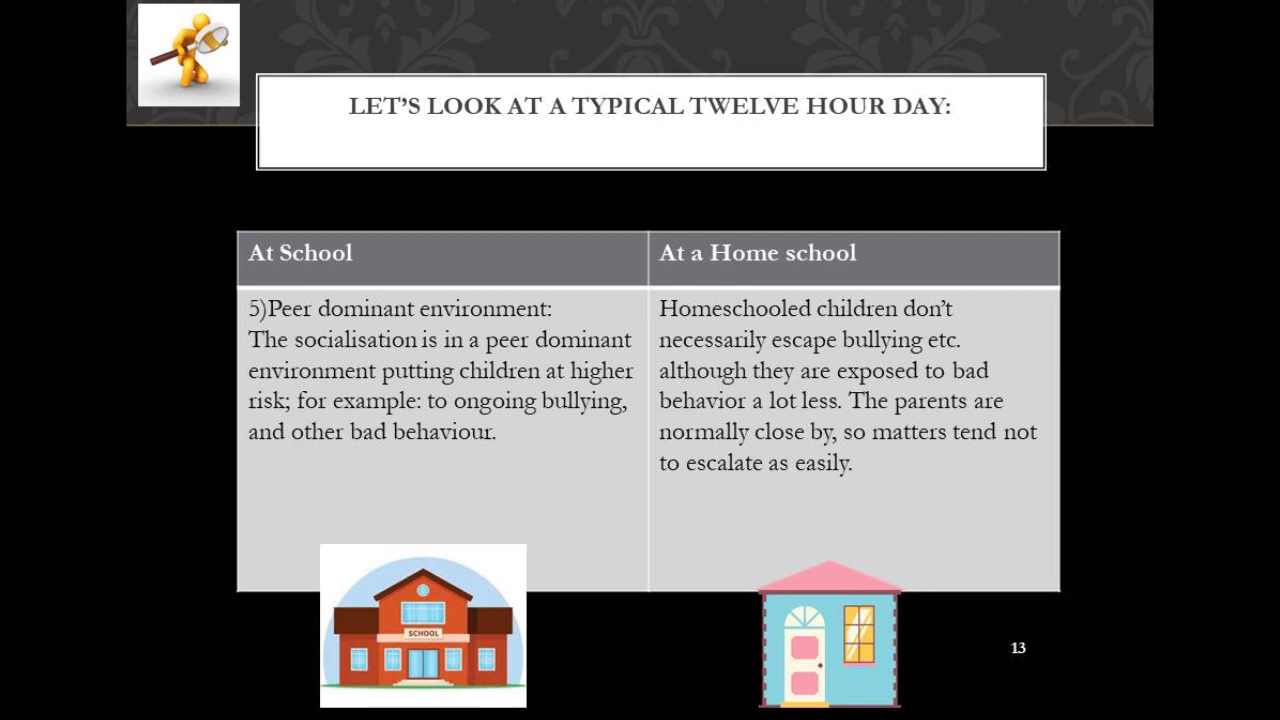 LET’S LOOK AT A TYPICAL TWELVE HOUR DAY:
At School
At a Home school
5)Peer dominant environment:
The socialisation is in a peer dominant
environment putting children at higher
risk; for example: to ongoing bullying,
and other bad behaviour.
Homeschooled children don’t
necessarily escape bullying etc.
although they are exposed to bad
behavior a lot less. The parents are
normally close by, so matters tend not
to escalate as easily.
SCHOOL
13